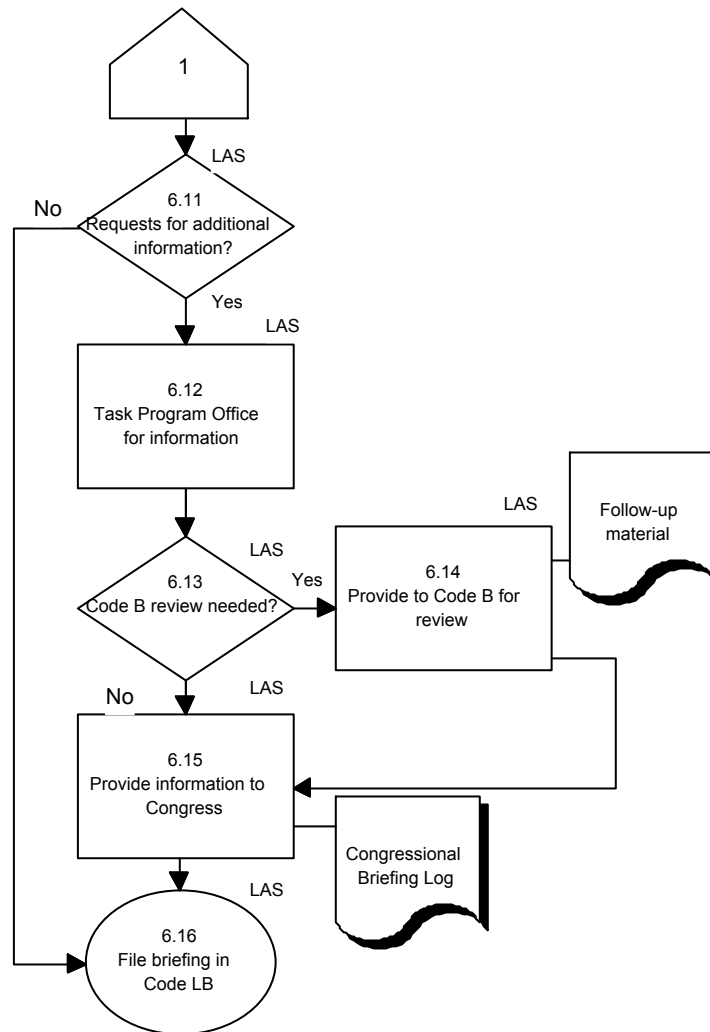 1
LAS
No
6.11
Requests for additional
information?
Yes
LAS
6.12
Task Program Office
for information
LAS
6.13
Code B review needed?
Yes
LAS
6.14
Provide to Code B for
review
Follow-up
material
No
LAS
6.15
Provide information to
Congress
Congressional
Briefing Log
LAS
6.16
File briefing in
Code LB